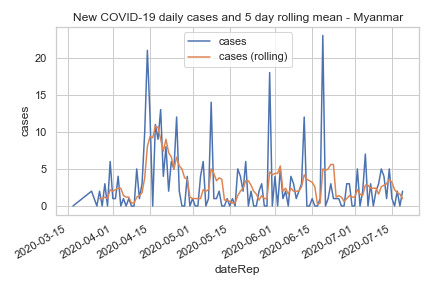 New COVID-19 daily cases and 5 day rolling mean - Myanmar
cases
cases (rolling)
cases
20
15
10
5
0
2020-03-15
2020-04-01
2020-04-15
2020-05-01
2020-05-15
2020-06-01
2020-06-15
2020-07-01
2020-07-15
dateRep